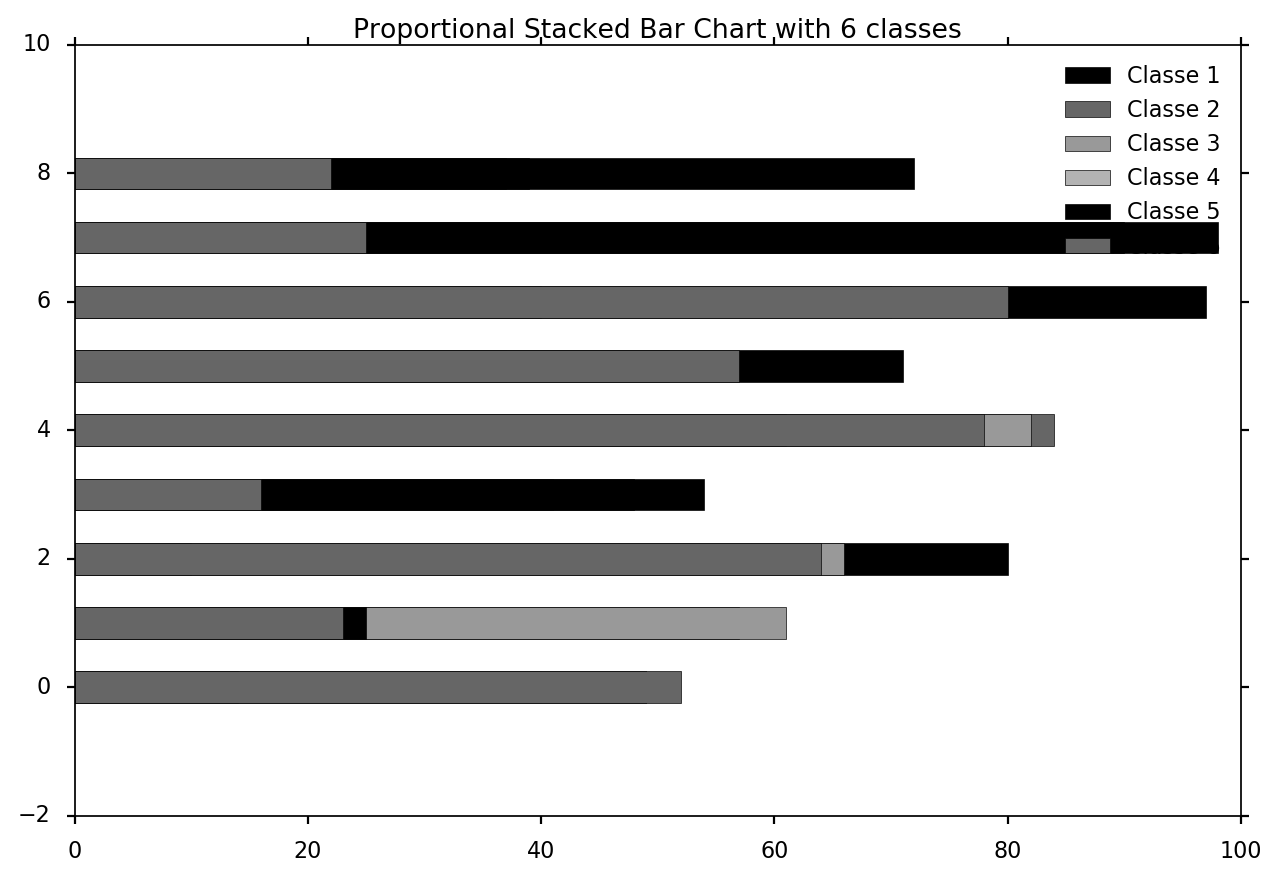 Proportional Stacked Bar Chart with 6 classes
10
Classe 1
Classe 2
Classe 3
Classe 4
8
Classe 5
6
4
2
0
−2
0 20 40 60 80 100